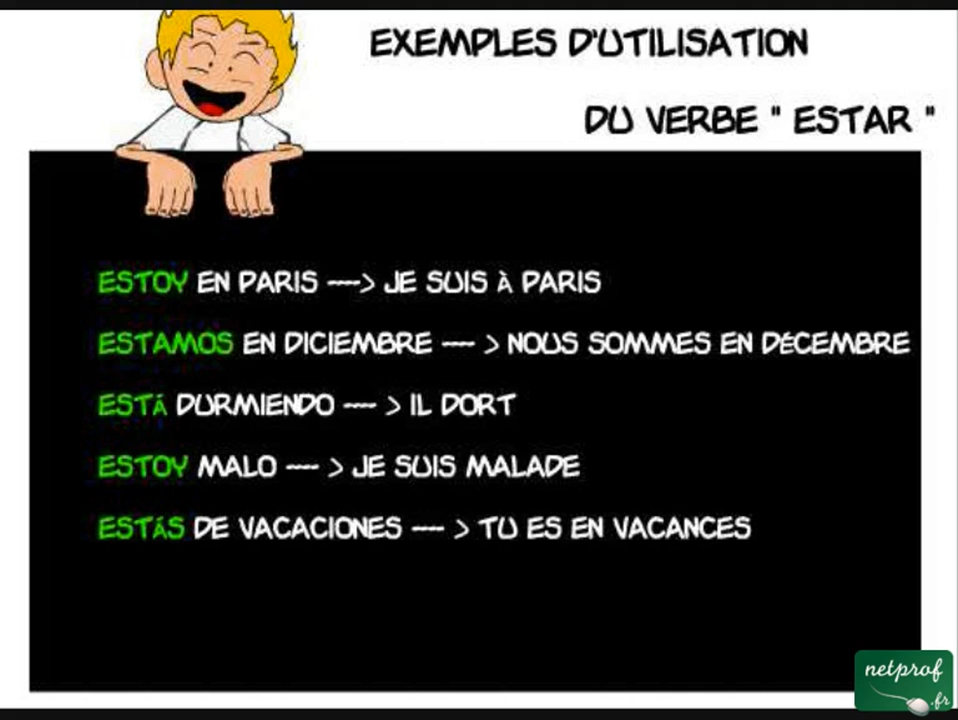 EXEMPLES D'UTILISATION
DU VERBE " ESTAR "
ESTOY EN PARIS ----> JE SUIS À PARIS
ESTAMOS EN DICIEMBRE ---- > NOUS SOMMES EN DÉCEMBRE
ESTÁ DURMIENDO ---- > IL DORT
ESTOY MALO ---- > JE SUIS MALADE
ESTÁS DE VACACIONES ---- > TU ES EN VACANCES
netprof
.fr